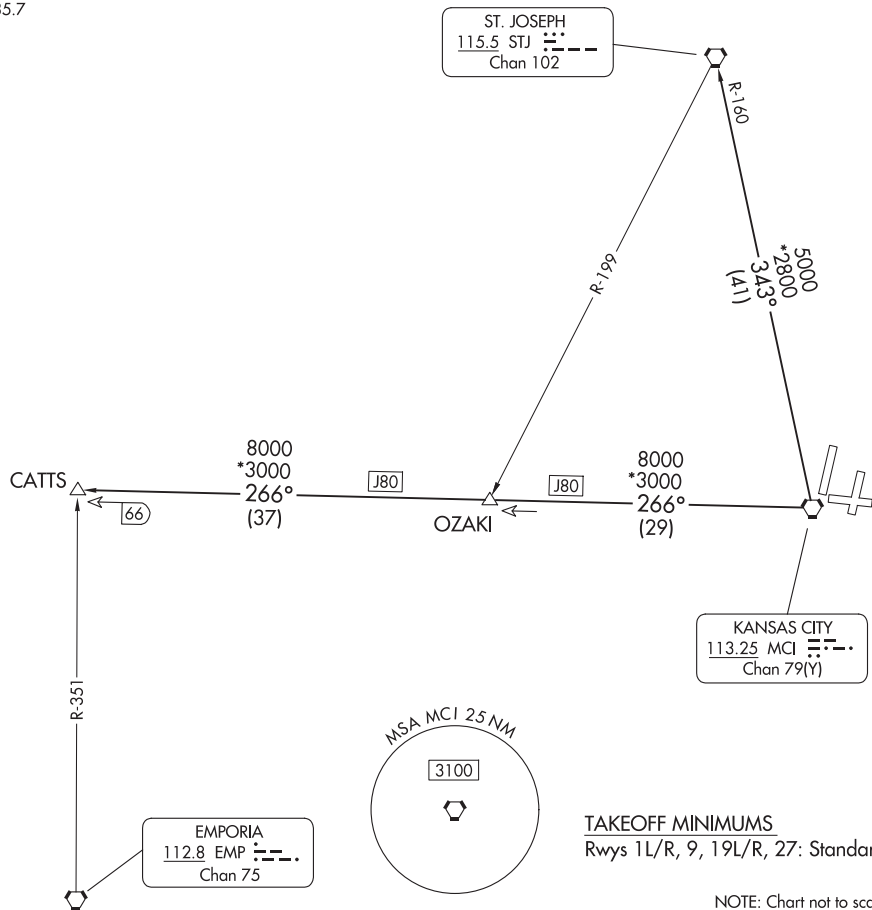 35.7
ST. JOSEPH
115.5 STJ
Chan 102
R-160
R-199
5000
*2800
343°
(41)
8000
*3000
266°
(37)
J80
8000
*3000
266°
(29)
J80
CATTS
66
OZAKI
KANSAS CITY
113.25 MCI
Chan 79(Y)
R-351
MSA MCI 25 NM
3100
EMPORIA
112.8 EMP
Chan 75
TAKEOFF MINIMUMS
Rwys 1L/R, 9, 19L/R, 27: Standar
NOTE: Chart not to sca